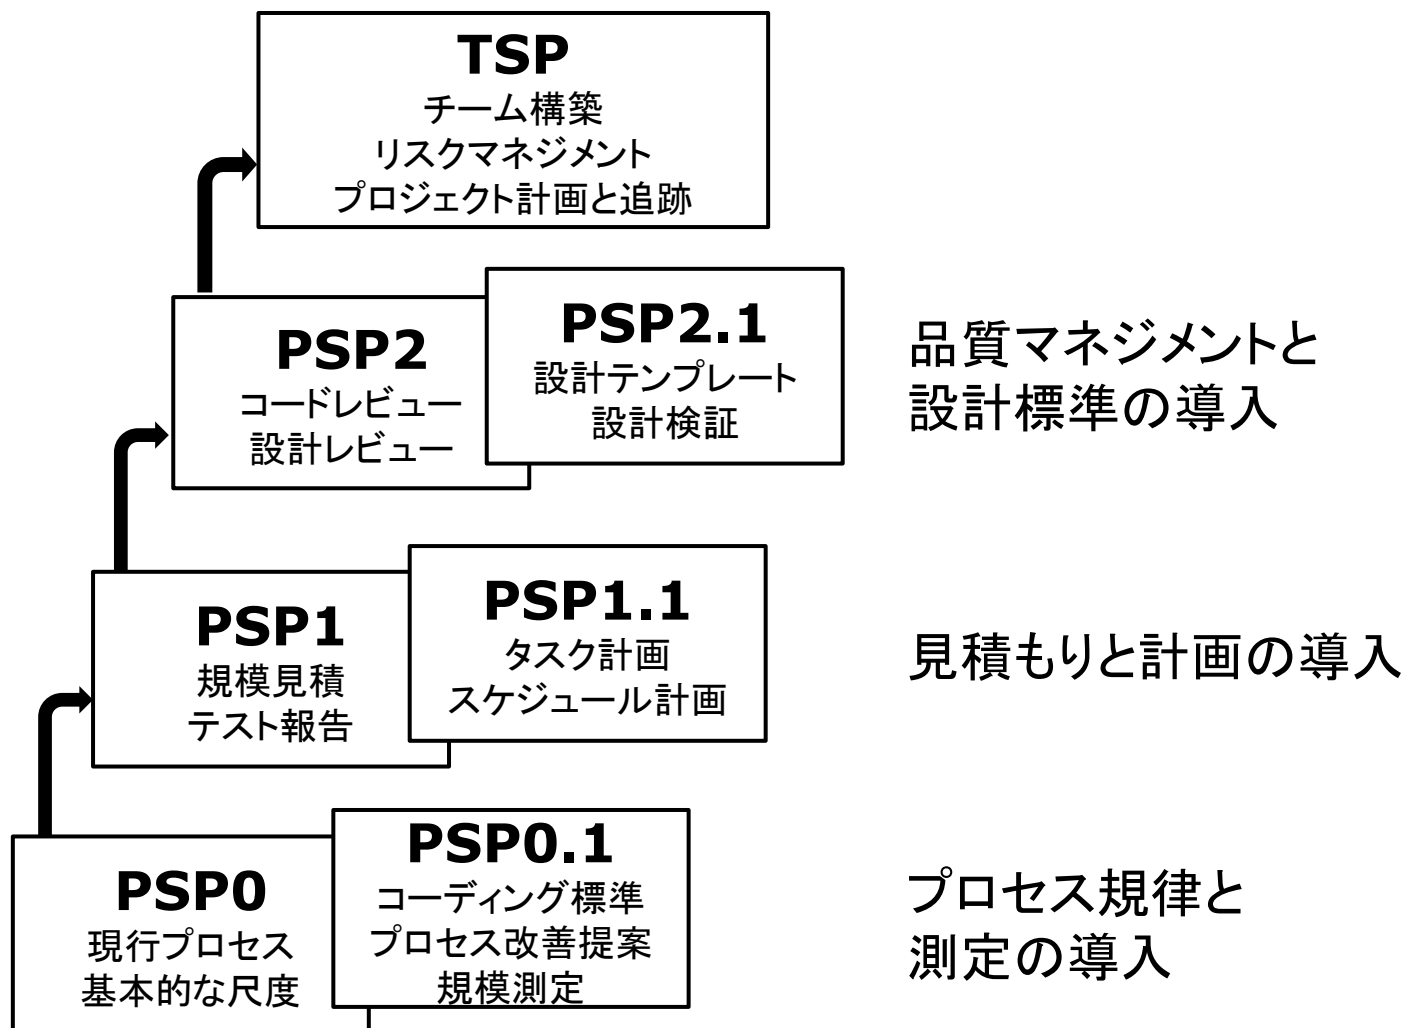 TSP
チーム構築
リスクマネジメント
プロジェクト計画と追跡
PSP2
コードレビュー
設計レビュー
PSP2.1
設計テンプレート
設計検証
品質マネジメントと
設計標準の導入
PSP1
規模見積
テスト報告
PSP1.1
タスク計画
スケジュール計画
見積もりと計画の導入
PSP0
現行プロセス
基本的な尺度
PSP0.1
コーディング標準
プロセス改善提案
規模測定
プロセス規律と
測定の導入